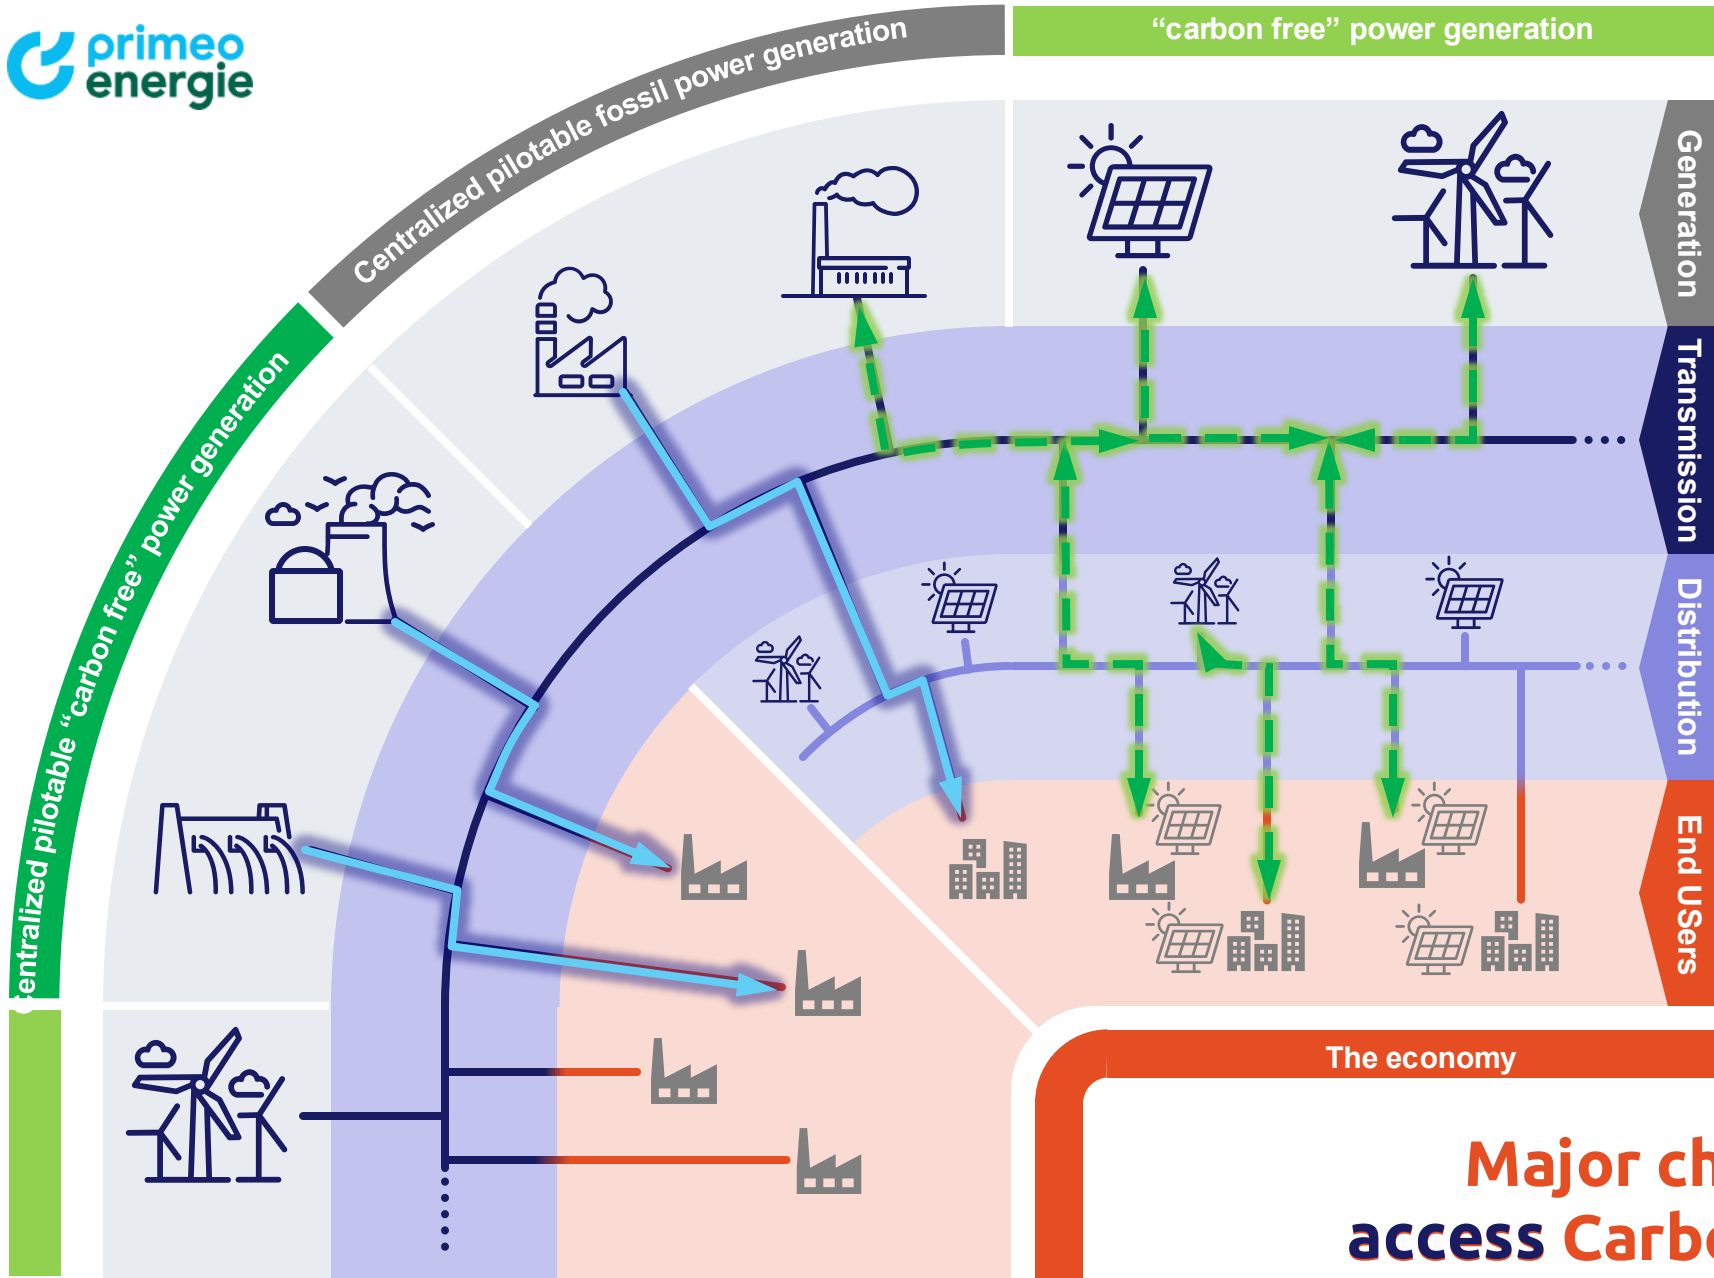 primeo
energie
Centralized pilotable fossil power generation
“carbon free” power generation
Centralized pilotable “carbon free” power generation
Generation
Transmission
Distribution
End USers
The economy
Major ch
access Carbo